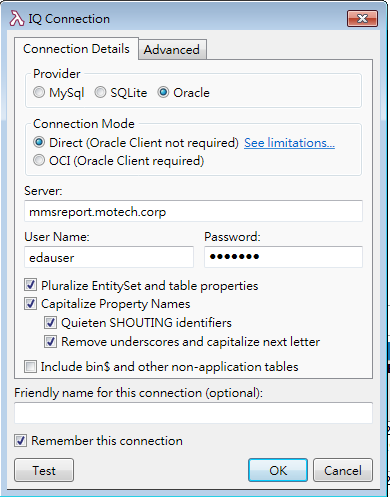 IQ Connection
Connection Details
Advanced
Provider
MySql
SQLite
Oracle
Connection Mode
Direct (Oracle Client not required)
See limitations...
OCI (Oracle Client required)
Server:
mmsreport.motech.corp
User Name:
Password:
edauser
●●●●●●●
Pluralize EntitySet and table properties
Capitalize Property Names
Quieten SHOUTING identifiers
Remove underscores and capitalize next letter
Include bin$ and other non-application tables
Friendly name for this connection (optional):
Remember this connection
Test
OK
Cancel